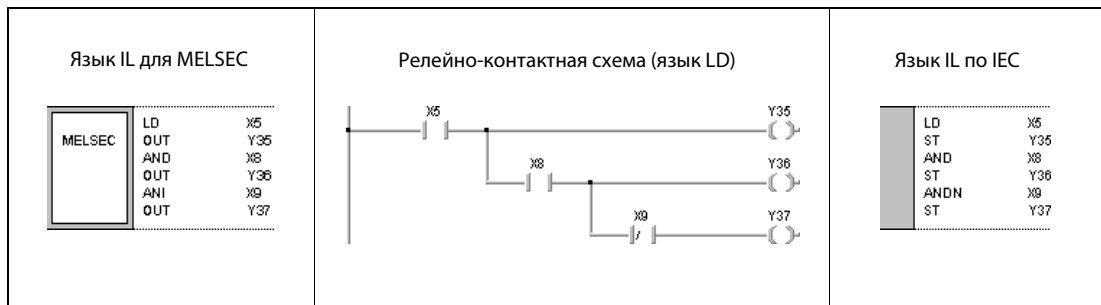 Язык IL для MELSEC
MELSEC
LD X5
OUT Y35
AND X8
OUT Y36
ANI X9
OUT Y37
Релейно-контактная схема (язык LD)
X5 Y35
X8 Y36
X9 Y37
Язык IL по IEC
LD X5
ST Y35
AND X8
ST Y36
ANDN X9
ST Y37